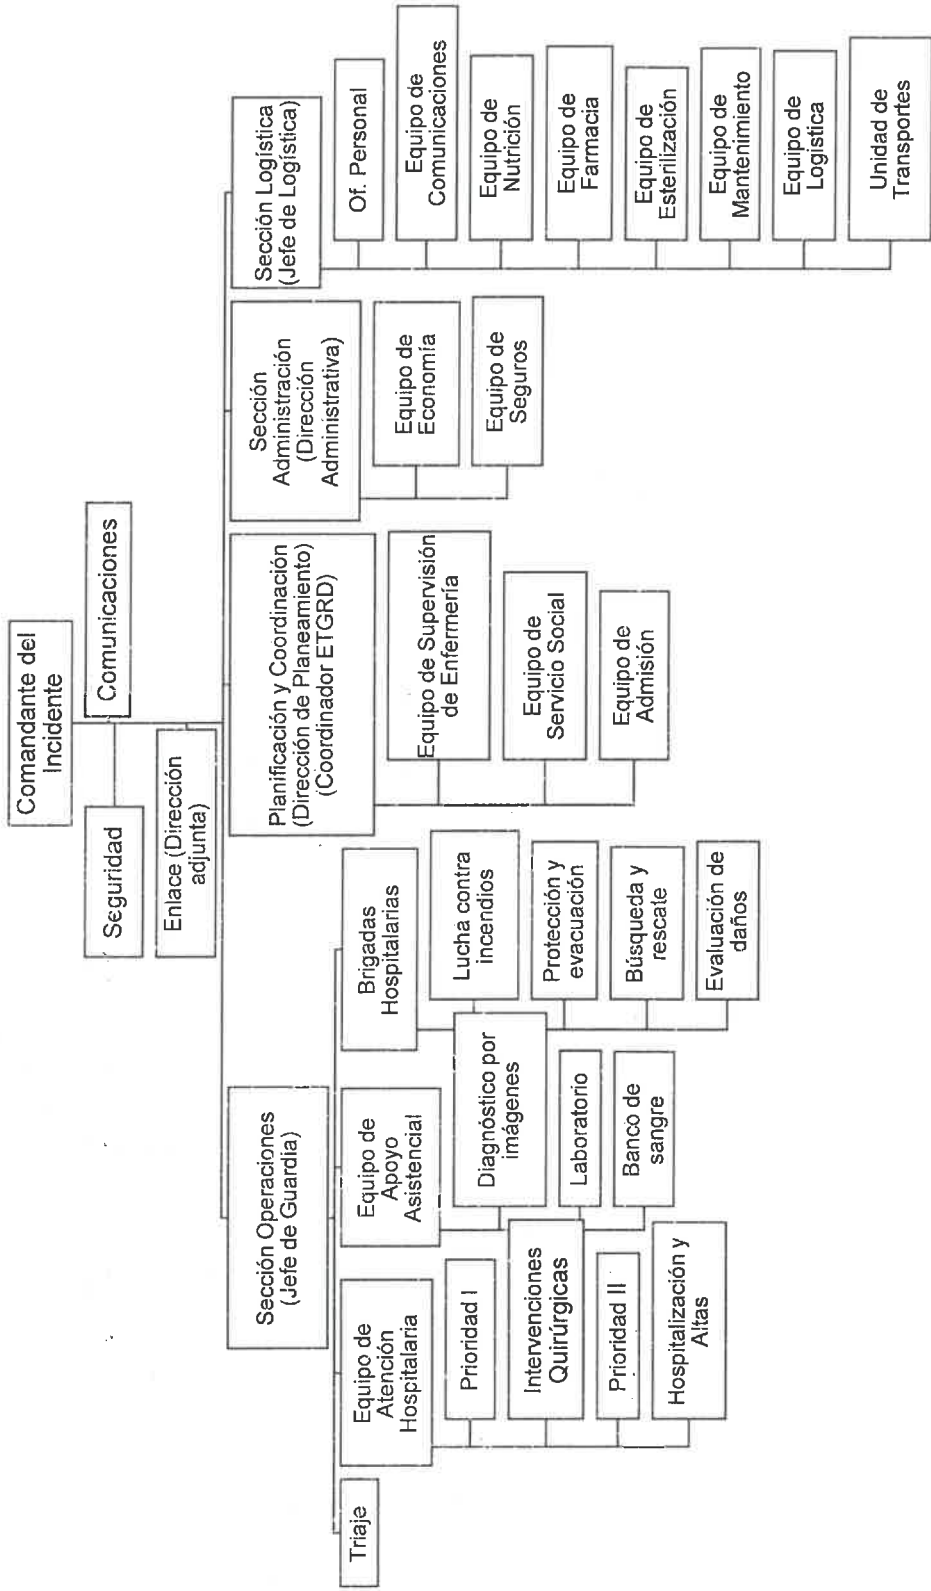 Comandante del
Incidente
Comunicaciones
Seguridad
Enlace (Dirección
adjunta)
Sección Operaciones
(Jefe de Guardia)
Triaje
Equipo de
Atención
Hospitalaria
Prioridad I
Intervenciones
Quirúrgicas
Prioridad II
Hospitalización y
Altas
Equipo de
Apoyo
Asistencial
Diagnóstico por
imágenes
Laboratorio
Banco de
sangre
Brigadas
Hospitalarias
Lucha contra
incendios
Protección y
evacuación
Búsqueda y
rescate
Evaluación de
daños
Planificación y Coordinación
(Dirección de Planeamiento)
(Coordinador ETGRD)
Equipo de Supervisión
de Enfermería
Equipo de
Servicio Social
Equipo de
Admisión
Sección
Administración
(Dirección
Administrativa)
Equipo de
Economía
Equipo de
Seguros
Sección Logística
(Jefe de Logística)
Of. Personal
Equipo de
Comunicaciones
Equipo de
Nutrición
Equipo de
Farmacia
Equipo de
Esterilización
Equipo de
Mantenimiento
Equipo de
Logística
Unidad de
Transportes